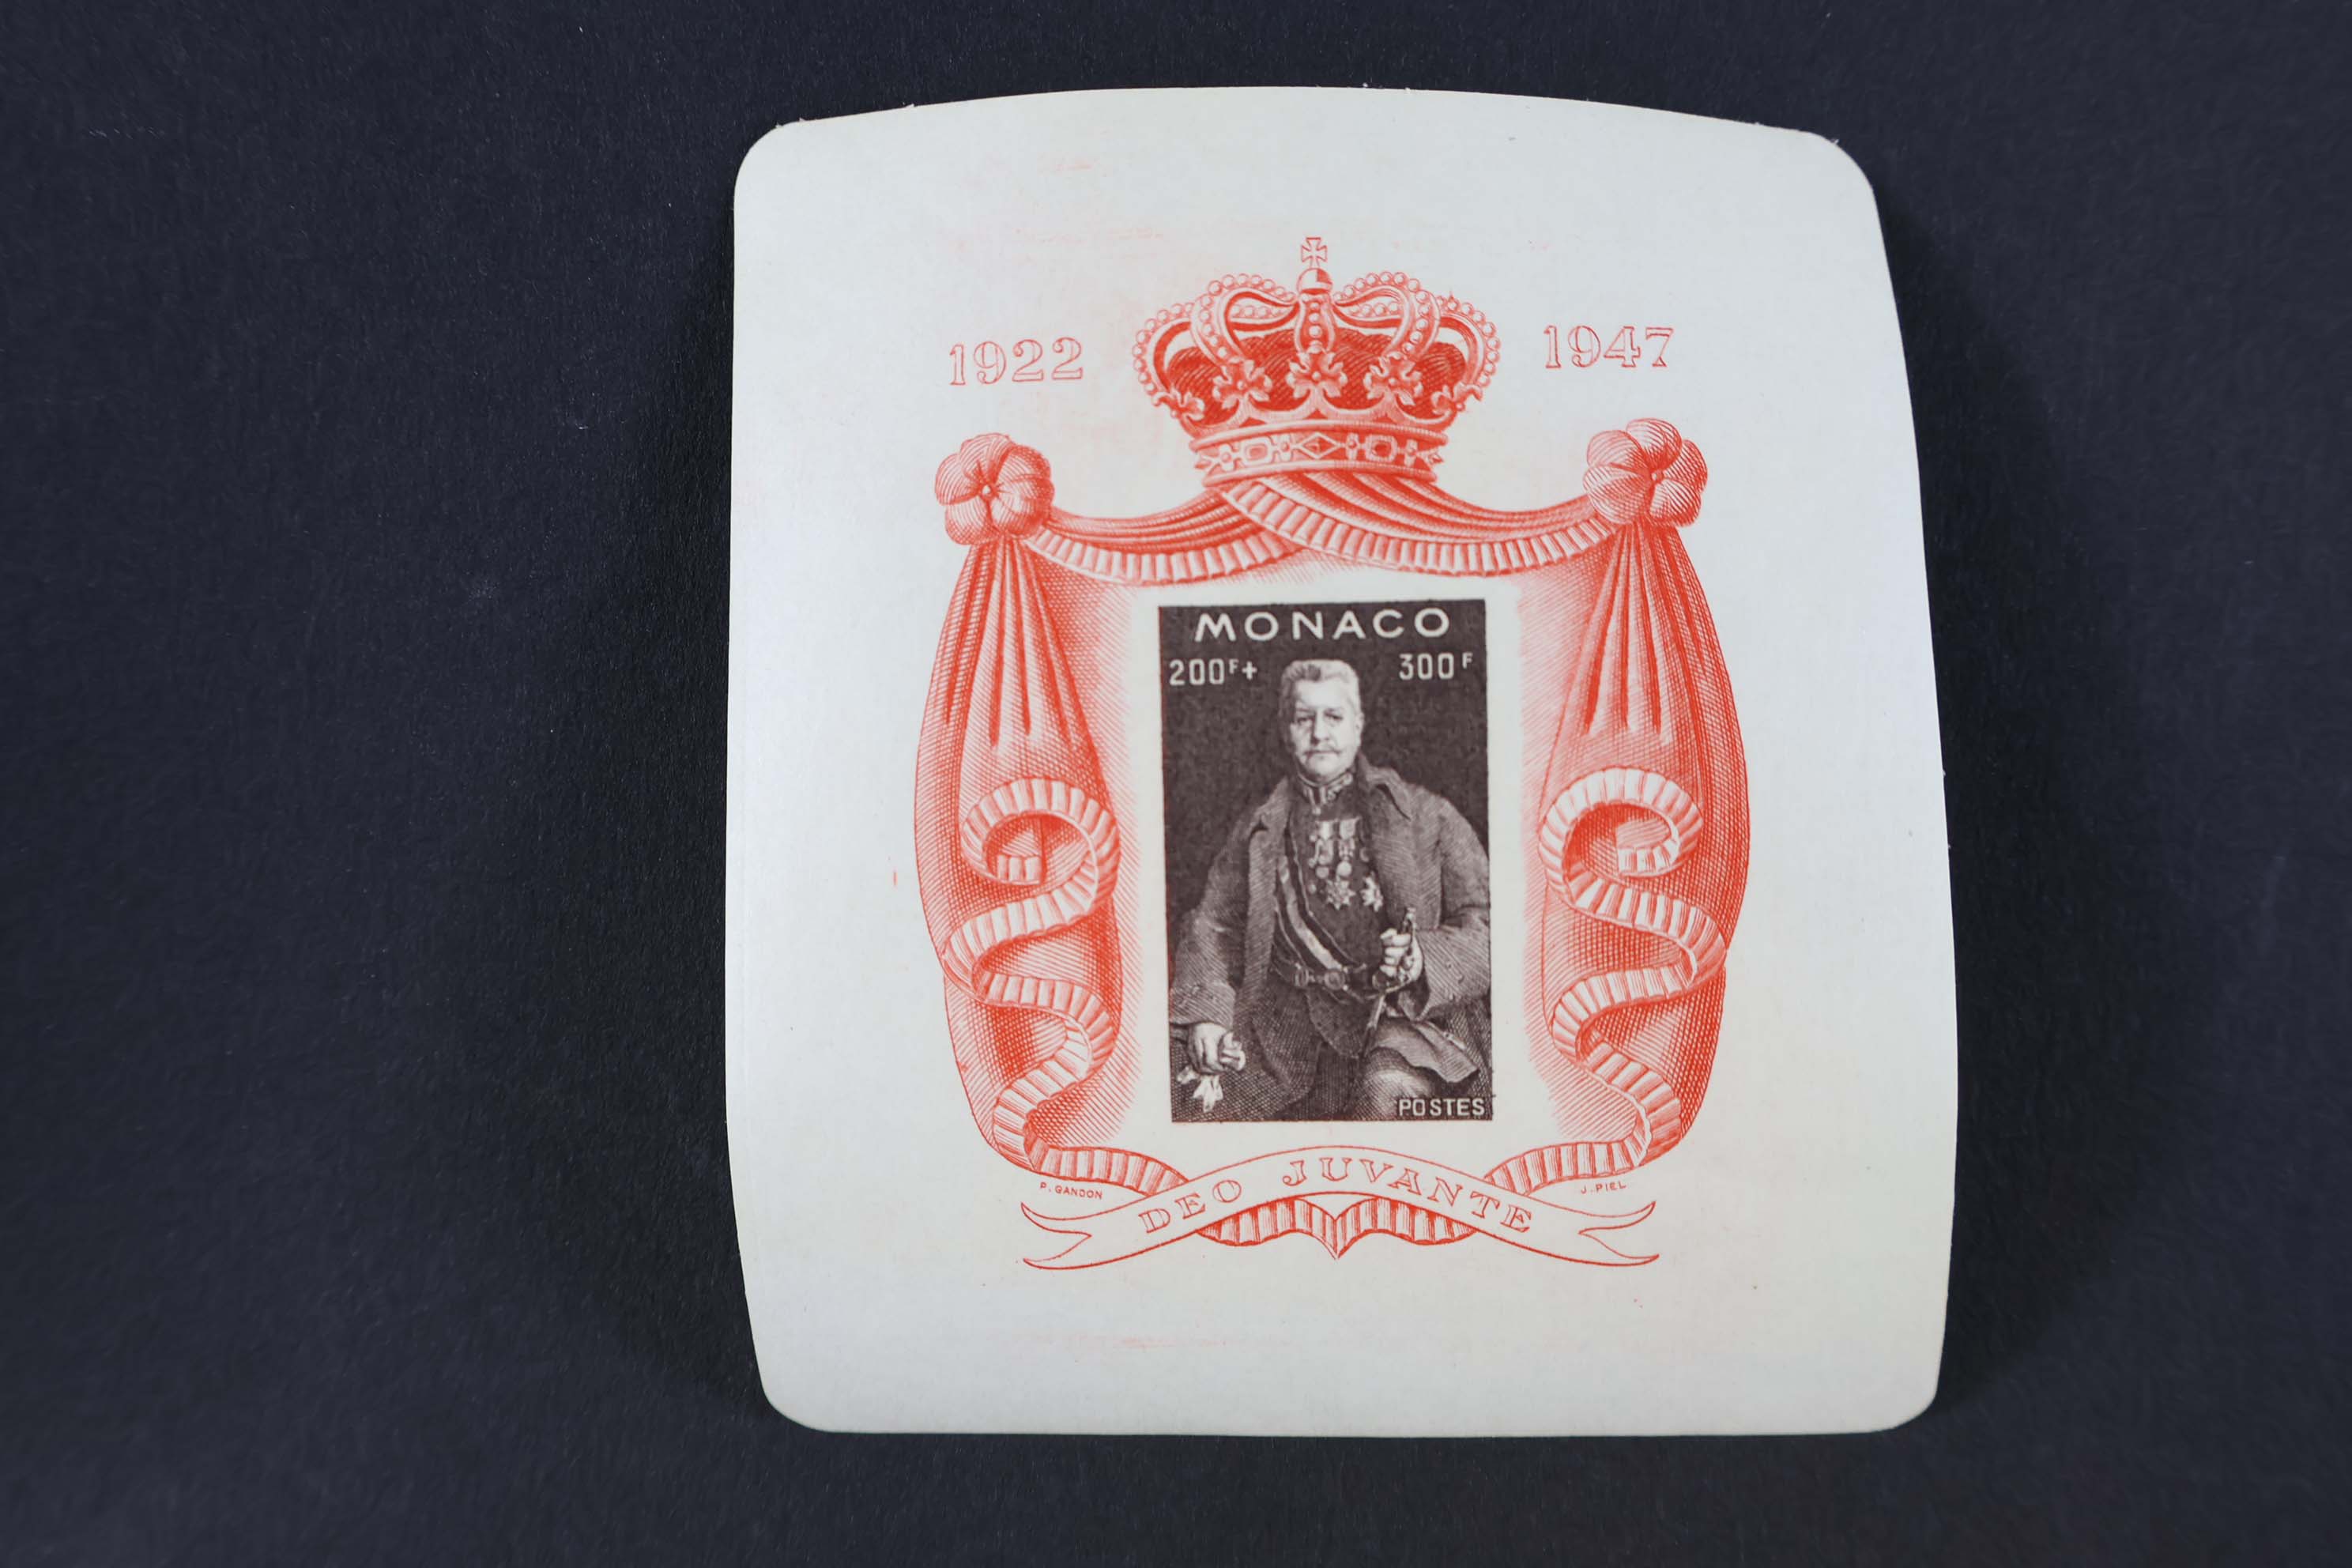 1922 1947
MONACO
200F+ 300F
POSTES
P. GANDON
J. PIEL
DEO JUVANTE